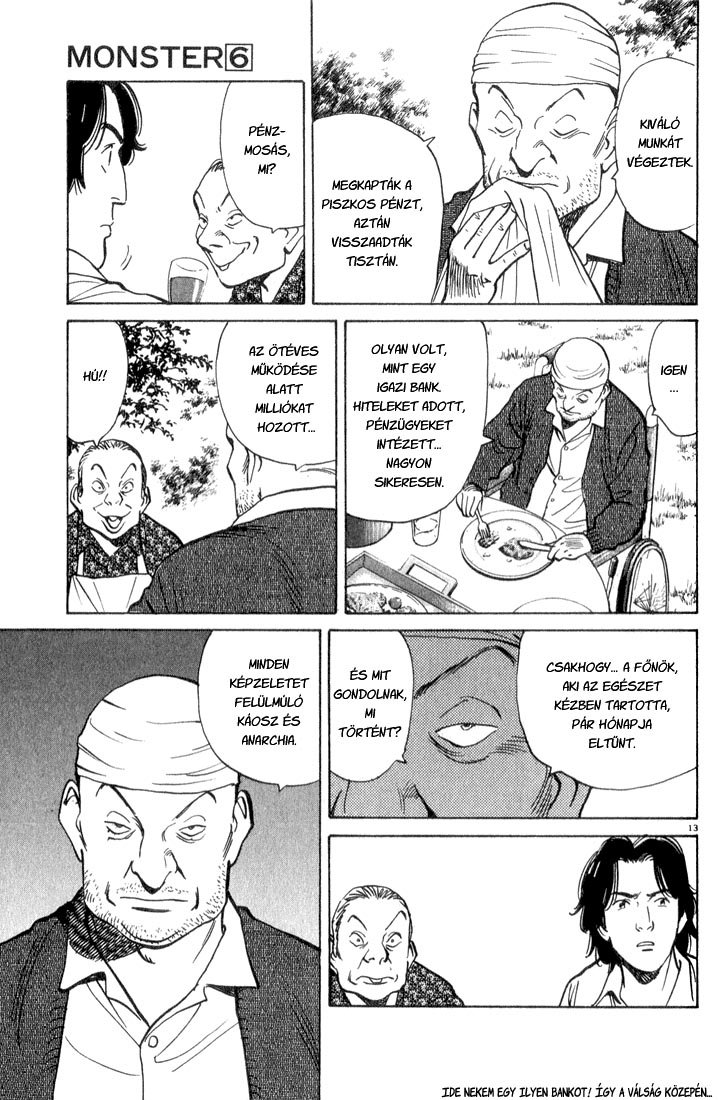 MONSTER 6
KIVÁLÓ
MUNKÁT
VÉGEZTEK.
MEGKAPTÁK A
PISZKOS PÉNZT,
AZTÁN
VISSZAADTÁK
TISZTÁN.
PÉNZ-
MOSÁS,
MI?
IGEN
...
OLYAN VOLT,
MINT EGY
IGAZI BANK.
HITELEKET ADOTT,
PÉNZÜGYEKET
INTÉZETT...
NAGYON
SIKERESEN.
AZ ÖTÉVES
MŰKÖDÉSE
ALATT
MILLIÓKAT
HOZOTT...
HÚ!!
CSAKHOGY... A FŐNÖK,
AKI AZ EGÉSZET
KÉZBEN TARTOTTA,
PÁR HÓNAPJA
ELTŰNT.
ÉS MIT
GONDOLNAK,
MI
TÖRTÉNT?
13
MINDEN
KÉPZELETET
FELÜLMÚLÓ
KÁOSZ ÉS
ANARCHIA.
IDE NEKEM EGY ILYEN BANKOT! ÍGY A VÁLSÁG KÖZEPÉN...